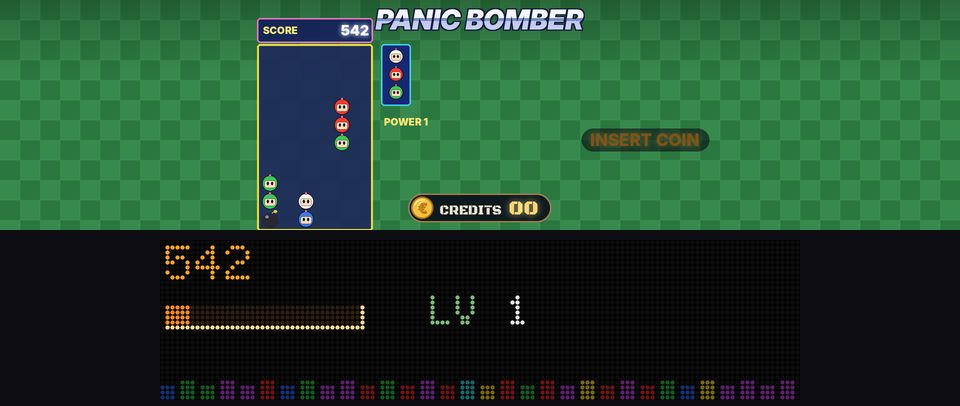 PANIC BOMBER
SCORE 542
POWER 1
INSERT COIN
CREDITS 00
542
LV 1